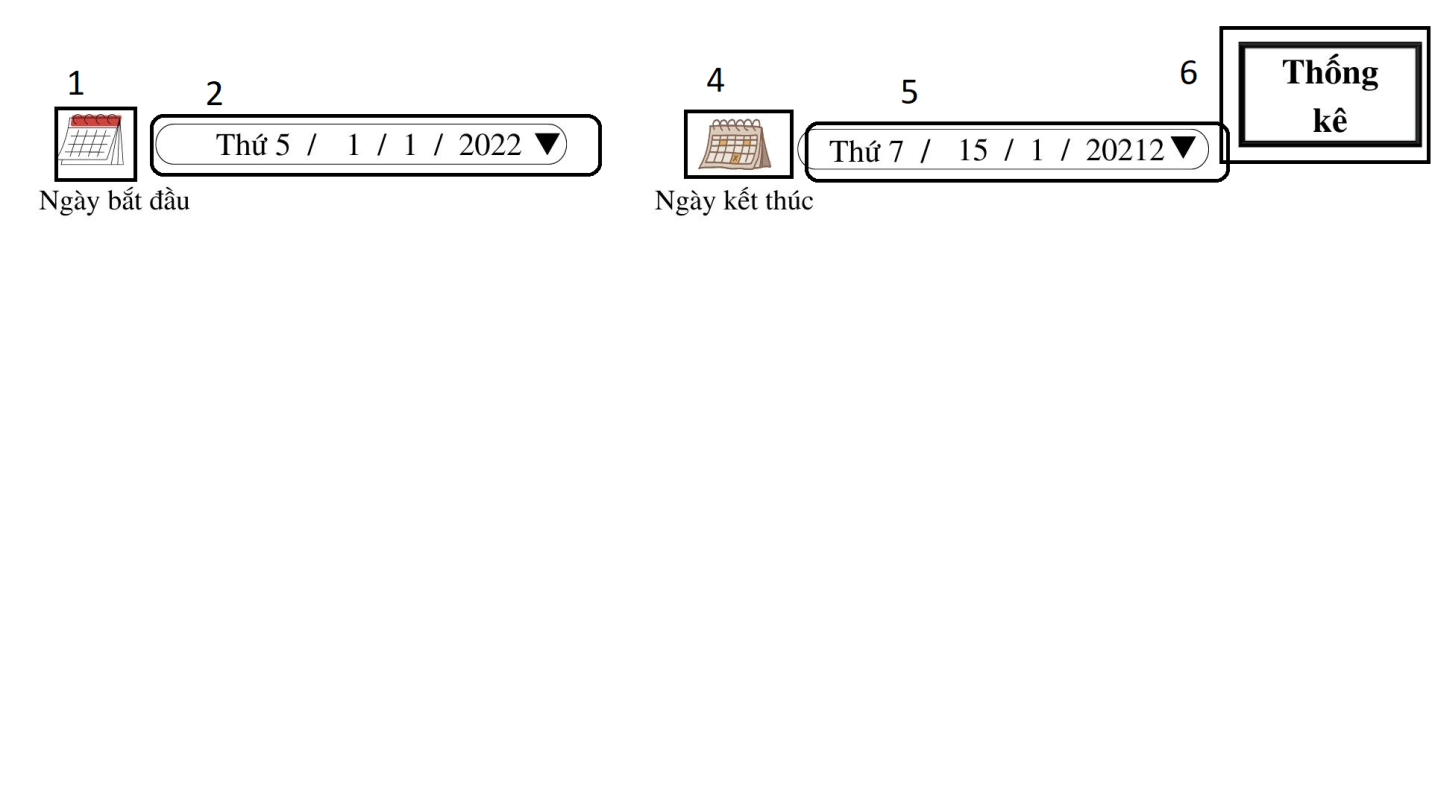 1
2
Thứ 5 / 1 / 1 / 2022
Ngày bắt đầu
4
5
Thứ 7 / 15 / 1 / 20212
Ngày kết thúc
6
Thống
kê